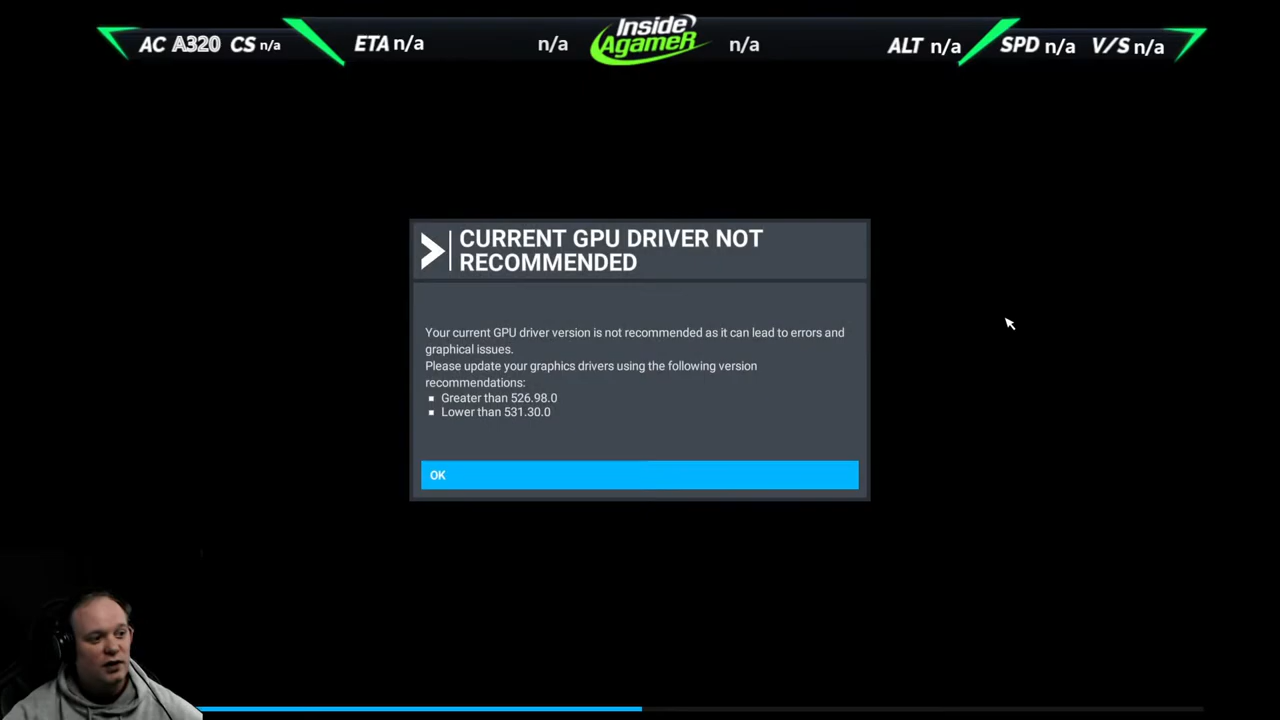 AC A320 CS n/a
ETA n/a
n/a
Inside
AgameR
n/a
ALT n/a
SPD n/a V/S n/a
CURRENT GPU DRIVER NOT
RECOMMENDED
Your current GPU driver version is not recommended as it can lead to errors and
graphical issues.
Please update your graphics drivers using the following version
recommendations:
▪ Greater than 526.98.0
▪ Lower than 531.30.0
OK